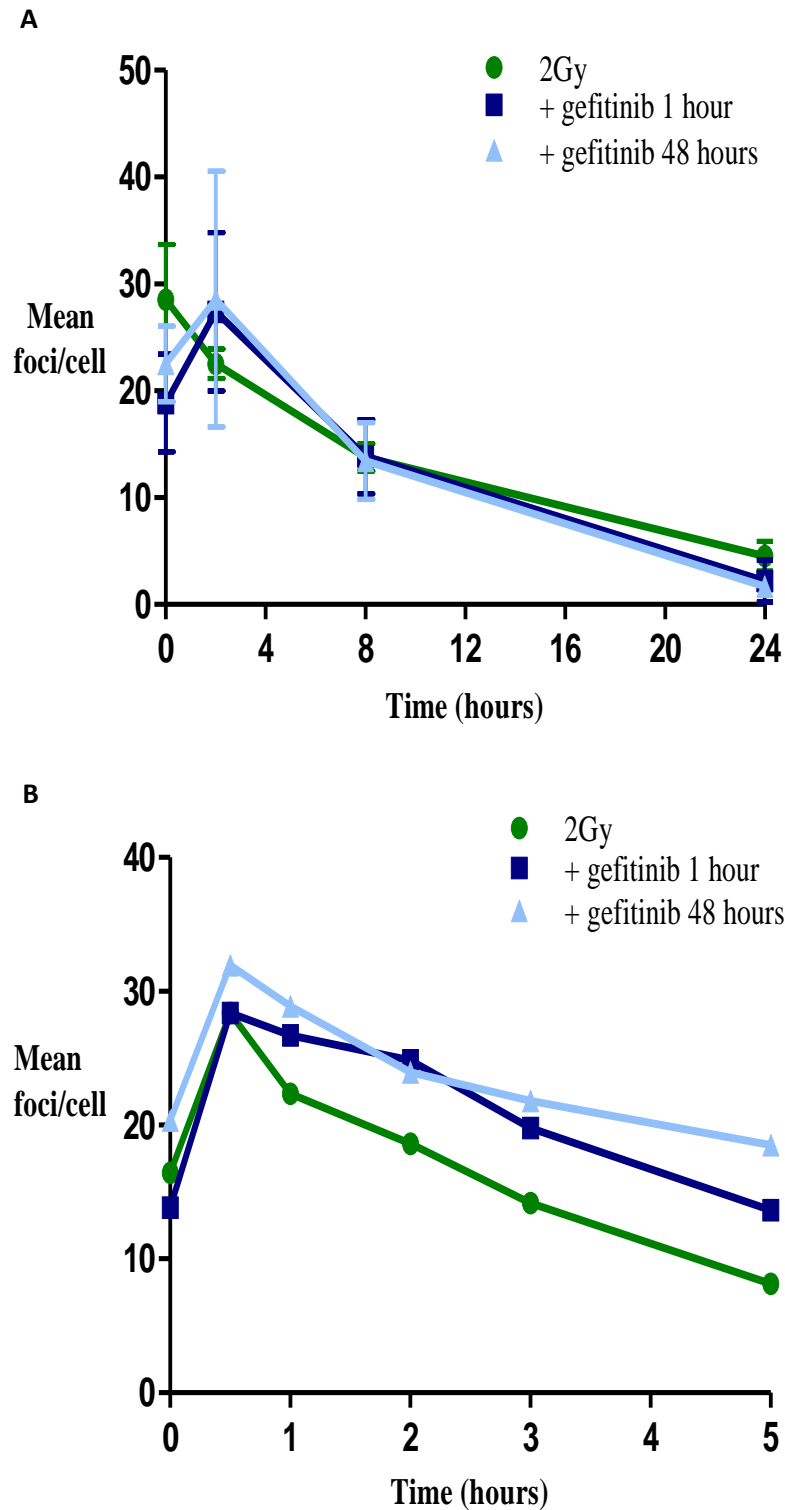 A
2Gy
+ gefitinib 1 hour
+ gefitinib 48 hours
50
40
30
20
10
0
Mean
foci/cell
0 4 8 12 16 20 24
Time (hours)
B
2Gy
+ gefitinib 1 hour
+ gefitinib 48 hours
40
30
20
10
0
Mean
foci/cell
0 1 2 3 4 5
Time (hours)